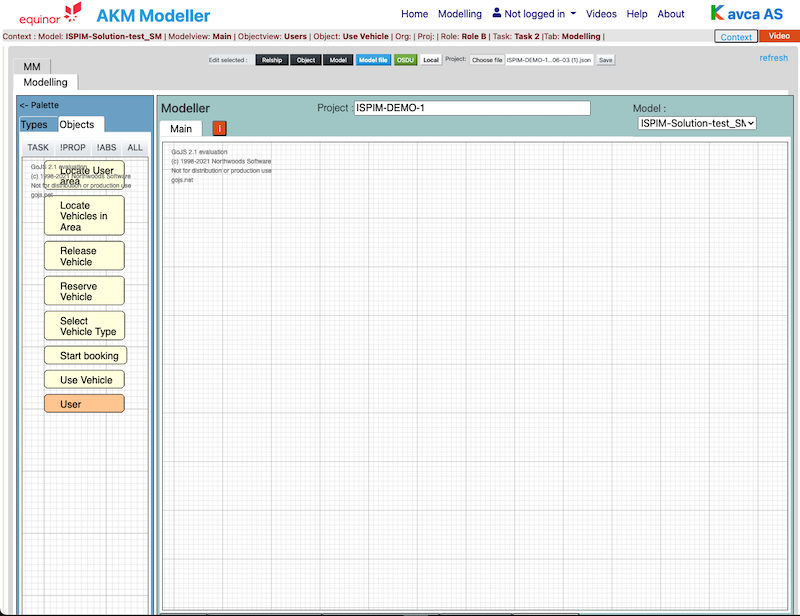 equinor
AKM Modeller
Home Modelling Not logged in Videos Help About
Kavca AS
Context : Model: ISPIM-Solution-test_SM | Modelview: Main | Objectview: Users | Object: Use Vehicle | Org: | Proj: | Role: Role B | Task: Task 2 |Tab: Modelling |
Context Video
MM
Edit selected : Relship Object Model Model file OSDU Local Project: Choose file ISPIM-DEMO-1...06-03 (1).json Save
refresh
Modelling
<- Palette
Types Objects
TASK !PROP !ABS ALL
GoJS 2.1 evaluation
(c) 1998-2021 Northwoods Software
Not for distribution or production use
gojs.net
Locate User
area
Locate
Vehicles in
Area
Release
Vehicle
Reserve
Vehicle
Select
Vehicle Type
Start booking
Use Vehicle
User
Modeller
Project : ISPIM-DEMO-1
Model :
ISPIM-Solution-test_SM
Main i
GoJS 2.1 evaluation
(c) 1998-2021 Northwoods Software
Not for distribution or production use
gojs.net